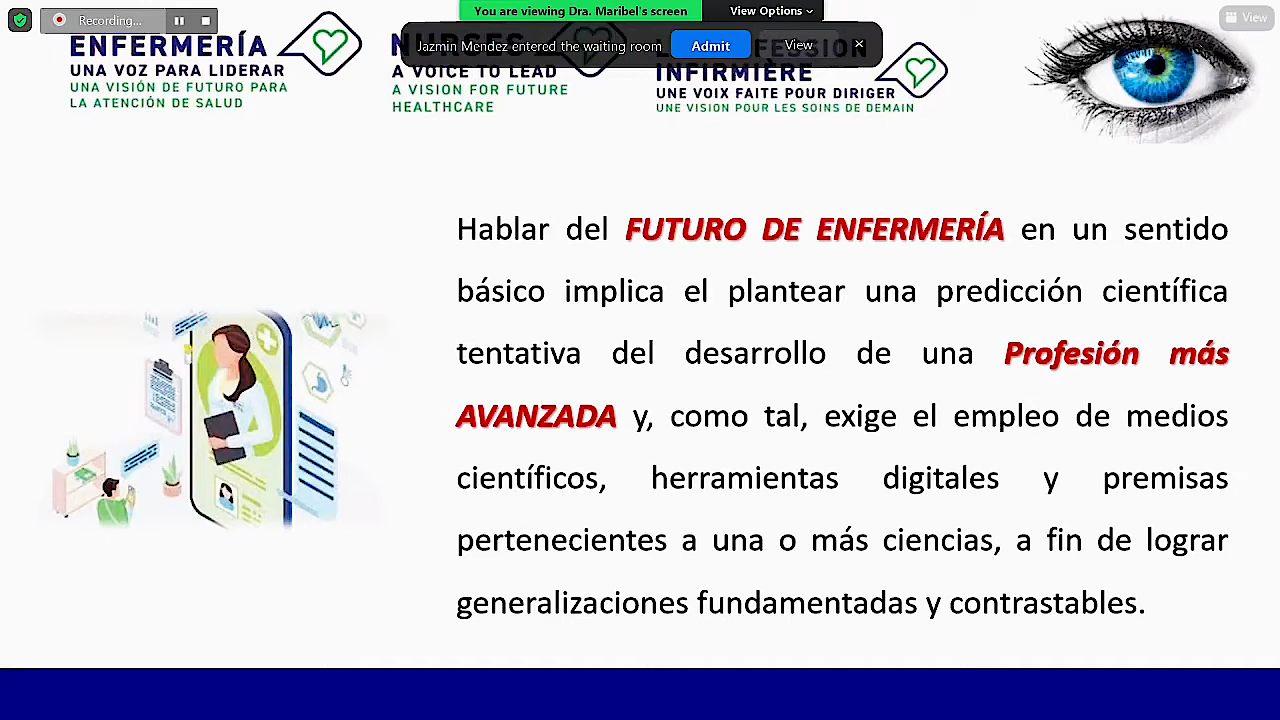 Recording...
You are viewing Dra. Maribel's screen
View Options
View
Jazmin Mendez entered the waiting room
Admit
View
ENFERMERÍA
UNA VOZ PARA LIDERAR
UNA VISIÓN DE FUTURO PARA
LA ATENCIÓN DE SALUD
A VOICE TO LEAD
A VISION FOR FUTURE
HEALTHCARE
INFIRMIÈRE
UNE VOIX FAITE POUR DIRIGER
UNE VISION POUR LES SOINS DE DEMAIN
Hablar del FUTURO DE ENFERMERÍA en un sentido
básico implica el plantear una predicción científica
tentativa del desarrollo de una Profesión más
AVANZADA y, como tal, exige el empleo de medios
científicos, herramientas digitales y premisas
pertenecientes a una o más ciencias, a fin de lograr
generalizaciones fundamentadas y contrastables.